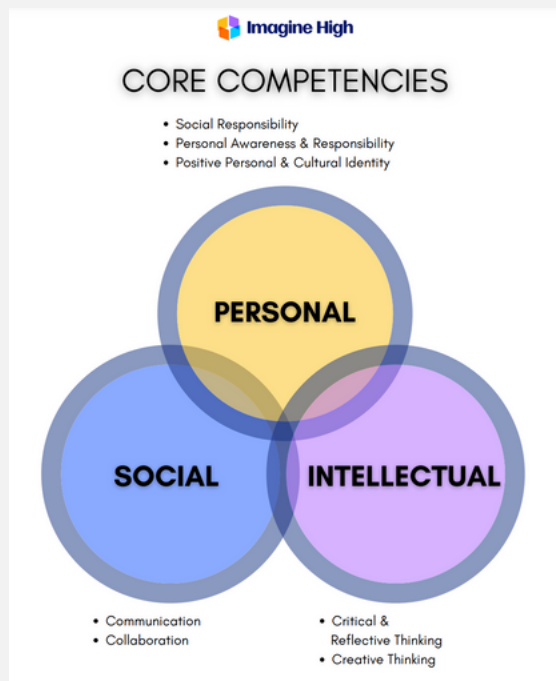 Imagine High
CORE COMPETENCIES
• Social Responsibility
• Personal Awareness & Responsibility
• Positive Personal & Cultural Identity
PERSONAL
SOCIAL
INTELLECTUAL
• Communication
• Collaboration
• Critical &
Reflective Thinking
• Creative Thinking